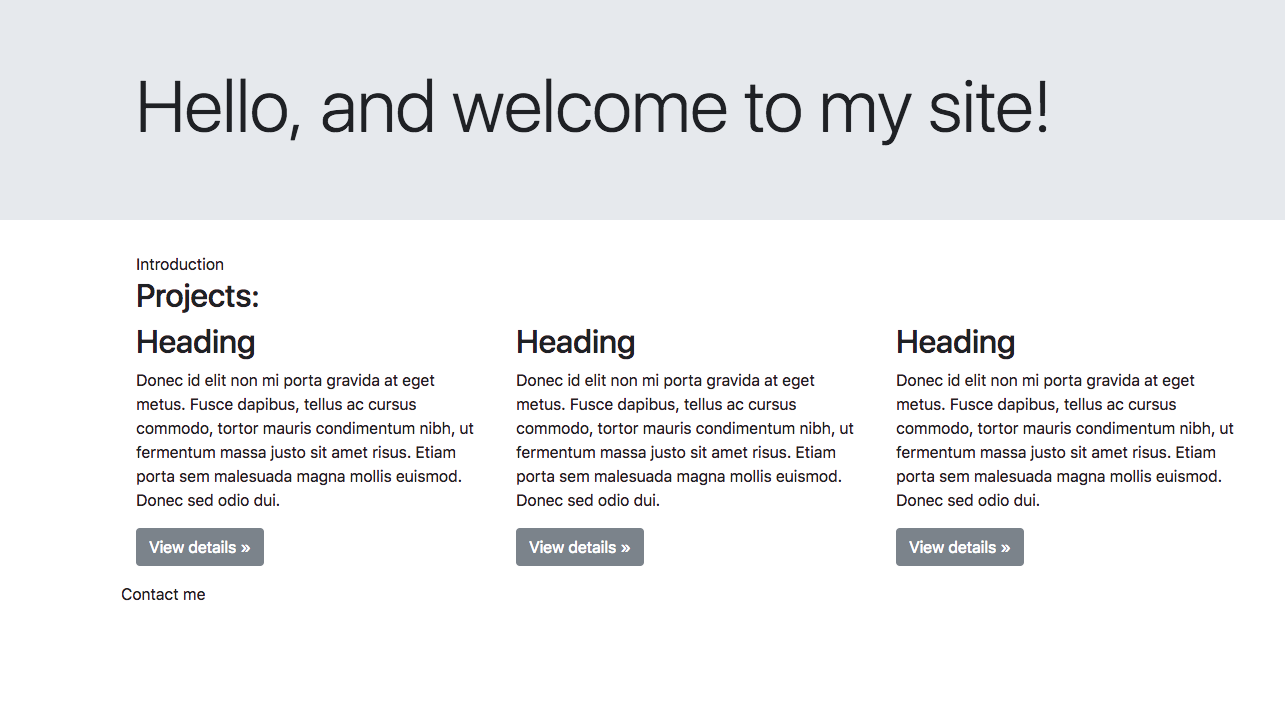 Hello, and welcome to my site!
Introduction
Projects:
Heading
Donec id elit non mi porta gravida at eget
metus. Fusce dapibus, tellus ac cursus
commodo, tortor mauris condimentum nibh, ut
fermentum massa justo sit amet risus. Etiam
porta sem malesuada magna mollis euismod.
Donec sed odio dui.
View details »
Heading
Donec id elit non mi porta gravida at eget
metus. Fusce dapibus, tellus ac cursus
commodo, tortor mauris condimentum nibh, ut
fermentum massa justo sit amet risus. Etiam
porta sem malesuada magna mollis euismod.
Donec sed odio dui.
View details »
Heading
Donec id elit non mi porta gravida at eget
metus. Fusce dapibus, tellus ac cursus
commodo, tortor mauris condimentum nibh, ut
fermentum massa justo sit amet risus. Etiam
porta sem malesuada magna mollis euismod.
Donec sed odio dui.
View details »
Contact me